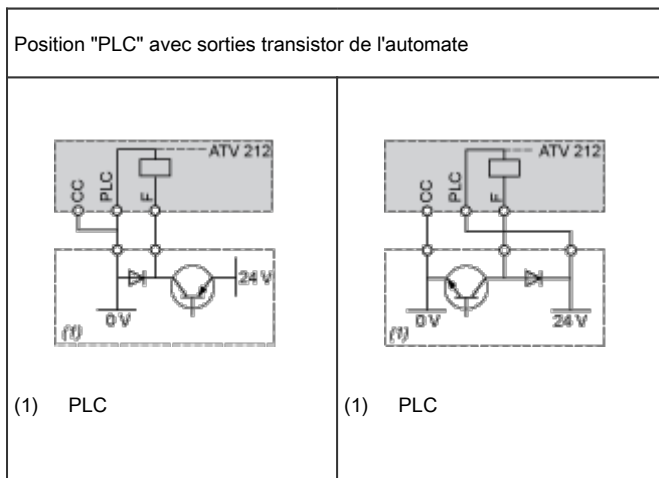 Position "PLC" avec sorties transistor de l'automate
ATV 212
CC
PLC
F
24 V
0 V
(1)
(1) PLC
ATV 212
CC
PLC
F
0 V
24 V
(1)
(1) PLC